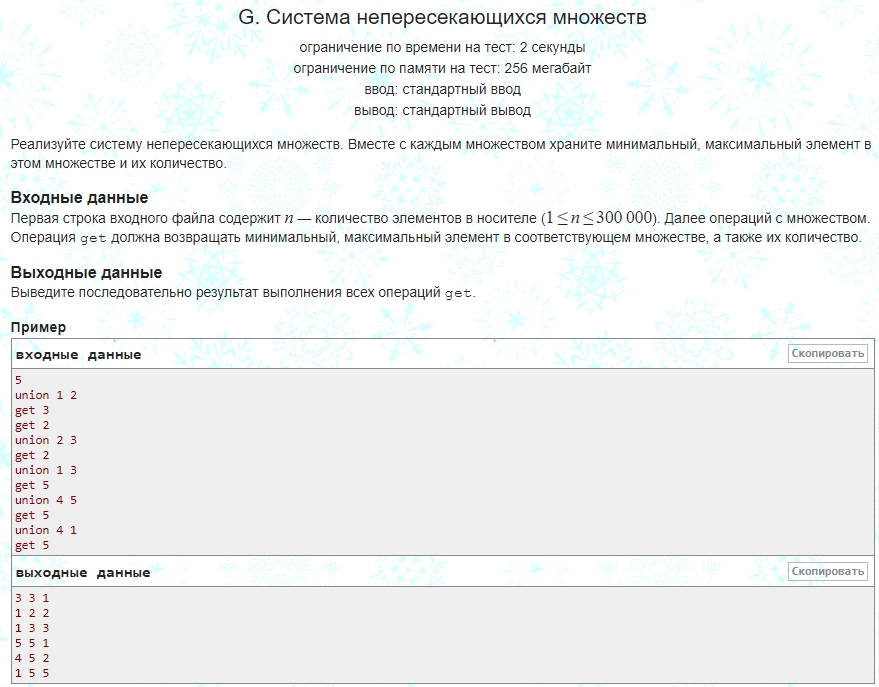 G. Система непересекающихся множеств
ограничение по времени на тест: 2 секунды
ограничение по памяти на тест: 256 мегабайт
ввод: стандартный ввод
вывод: стандартный вывод
Реализуйте систему непересекающихся множеств. Вместе с каждым множеством храните минимальный, максимальный элемент в
этом множестве и их количество.
Входные данные
Первая строка входного файла содержит n — количество элементов в носителе (1 ≤ n ≤ 300 000). Далее операций с множеством.
Операция get должна возвращать минимальный, максимальный элемент в соответствующем множестве, а также их количество.
Выходные данные
Выведите последовательно результат выполнения всех операций get.
Пример
входные данные
Скопировать
5
union 1 2
get 3
get 2
union 2 3
get 2
union 1 3
get 5
union 4 5
get 5
union 4 1
get 5
выходные данные
Скопировать
3 3 1
1 2 2
1 3 3
5 5 1
4 5 2
1 5 5